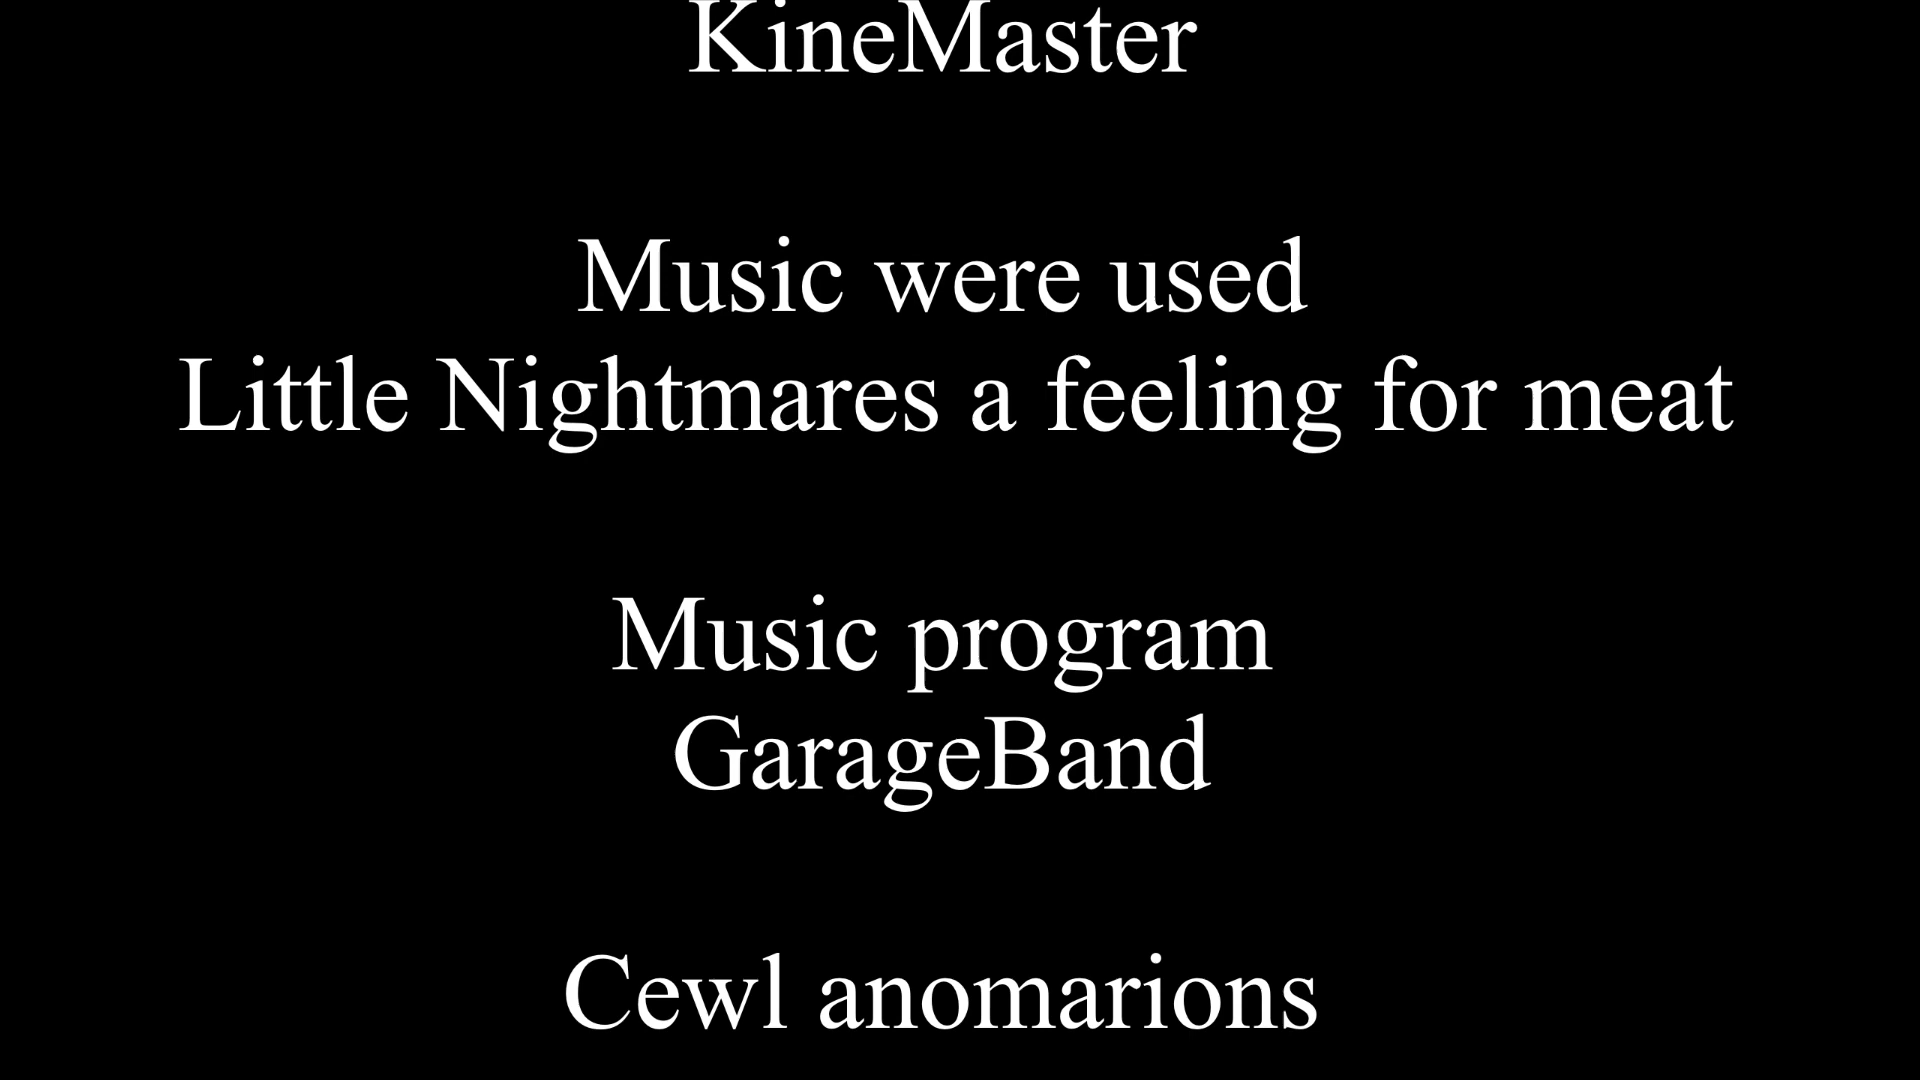 KineMaster
Music were used
Little Nightmares a feeling for meat
Music program
GarageBand
Cewl anomarions